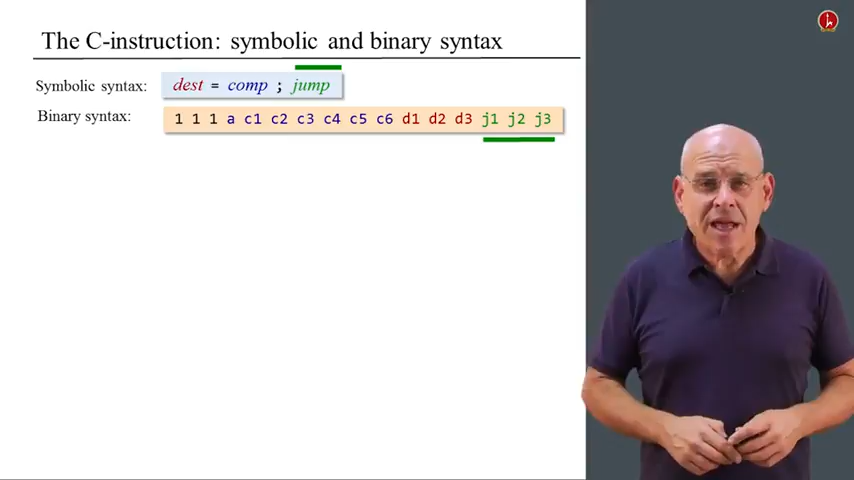 The C-instruction: symbolic and binary syntax
Symbolic syntax: dest = comp ; jump
Binary syntax: 1 1 1 a c1 c2 c3 c4 c5 c6 d1 d2 d3 j1 j2 j3